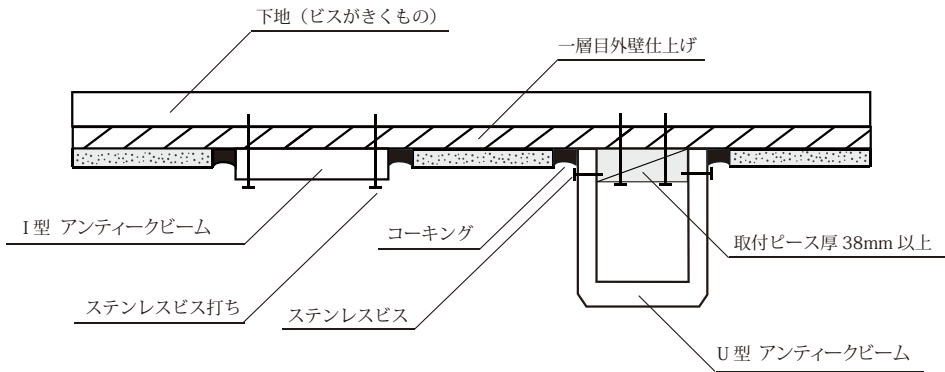 下地（ビスがきくもの）
一層目外壁仕上げ
I 型 アンティークビーム
コーキング
取付ピース厚 38mm 以上
ステンレスビス打ち
ステンレスビス
U 型 アンティークビーム